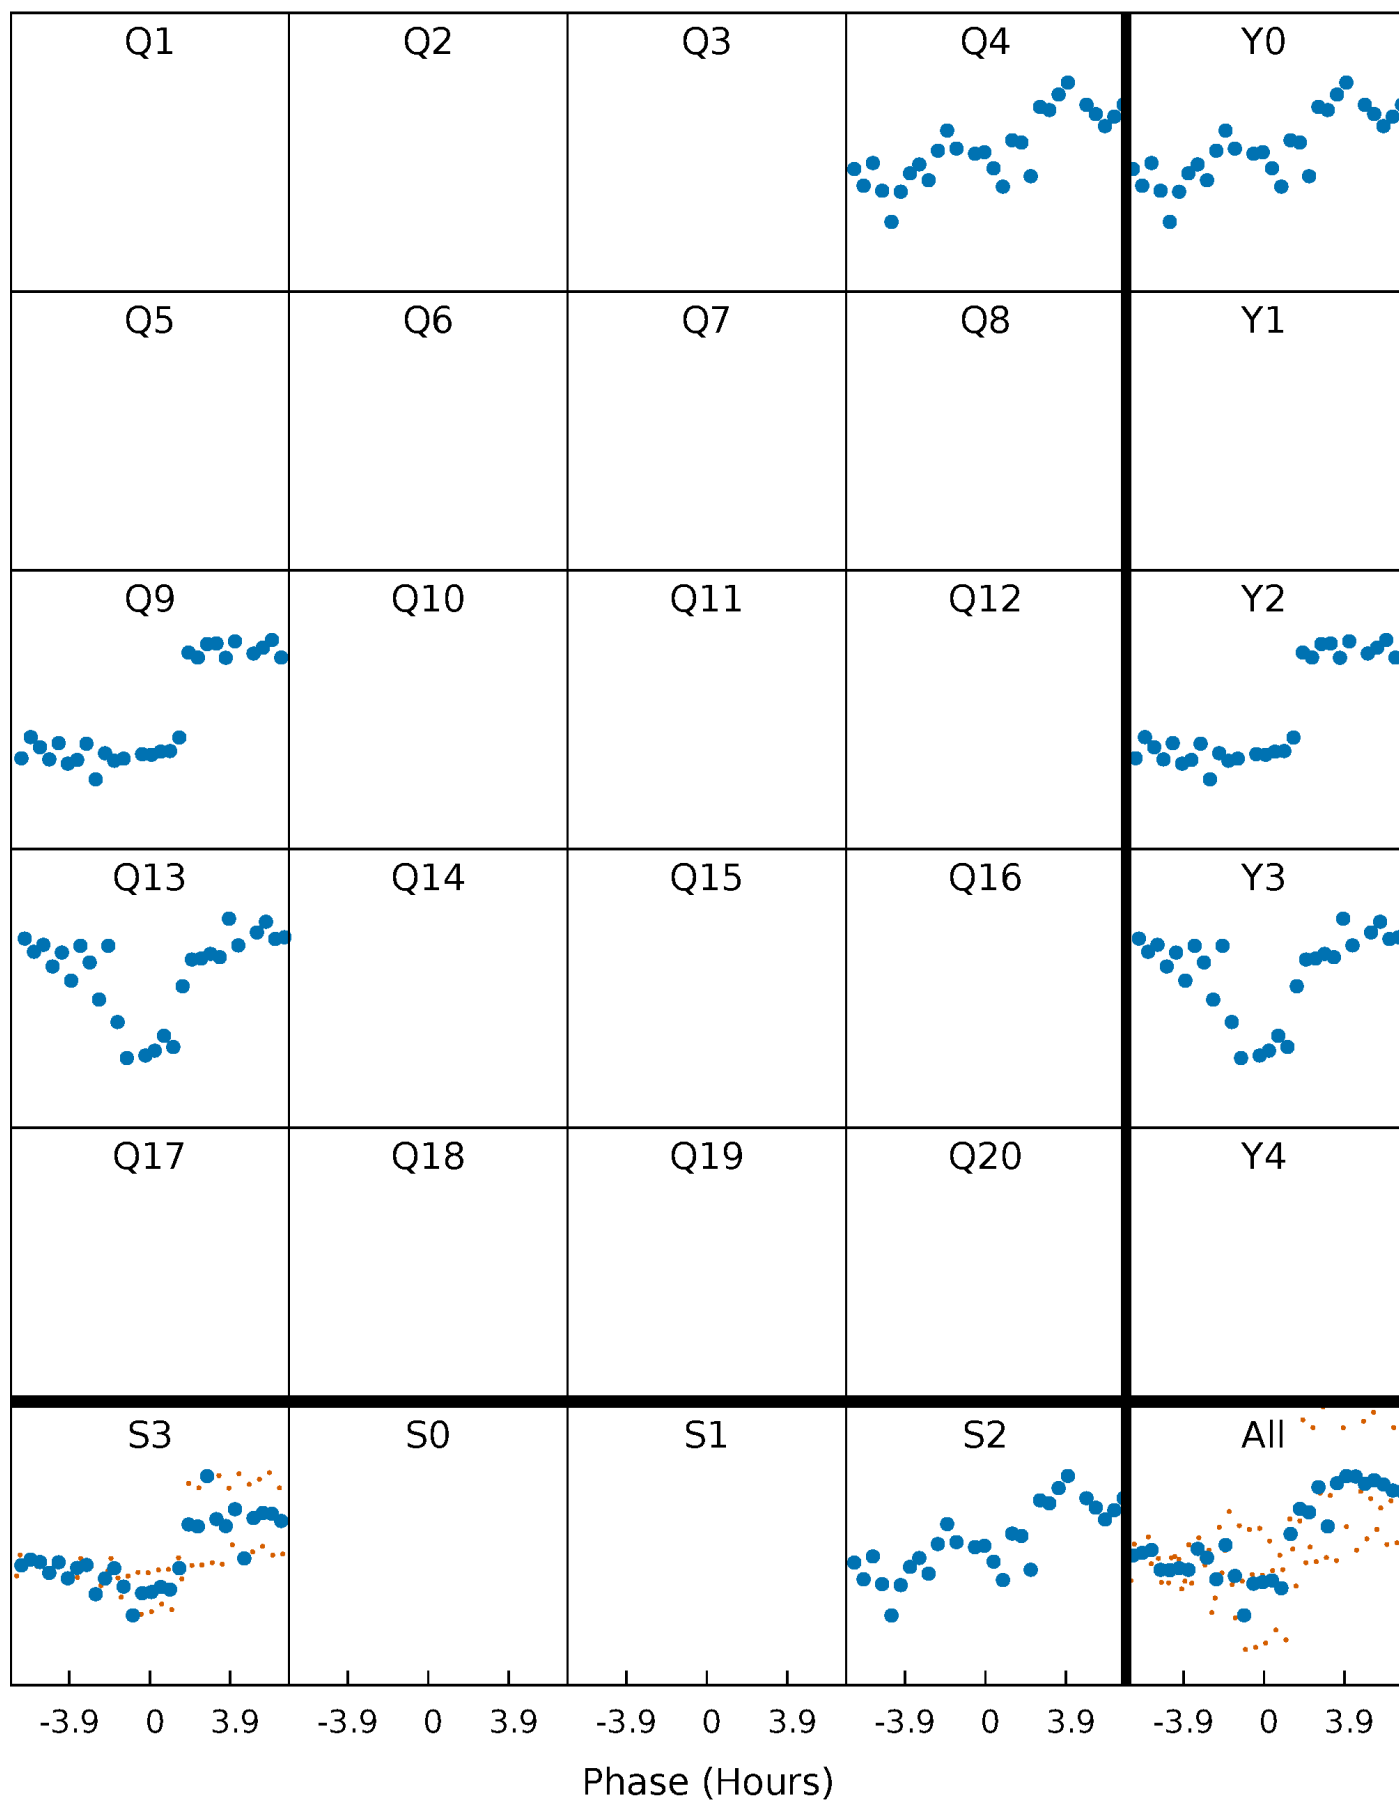 Q1 Q2 Q3 Q4 Y0
Q5 Q6 Q7 Q8 Y1
Q9 Q10 Q11 Q12 Y2
Q13 Q14 Q15 Q16 Y3
Q17 Q18 Q19 Q20 Y4
S3 S0 S1 S2 All
-3.9 0 3.9 -3.9 0 3.9 -3.9 0 3.9 -3.9 0 3.9 -3.9 0 3.9
Phase (Hours)